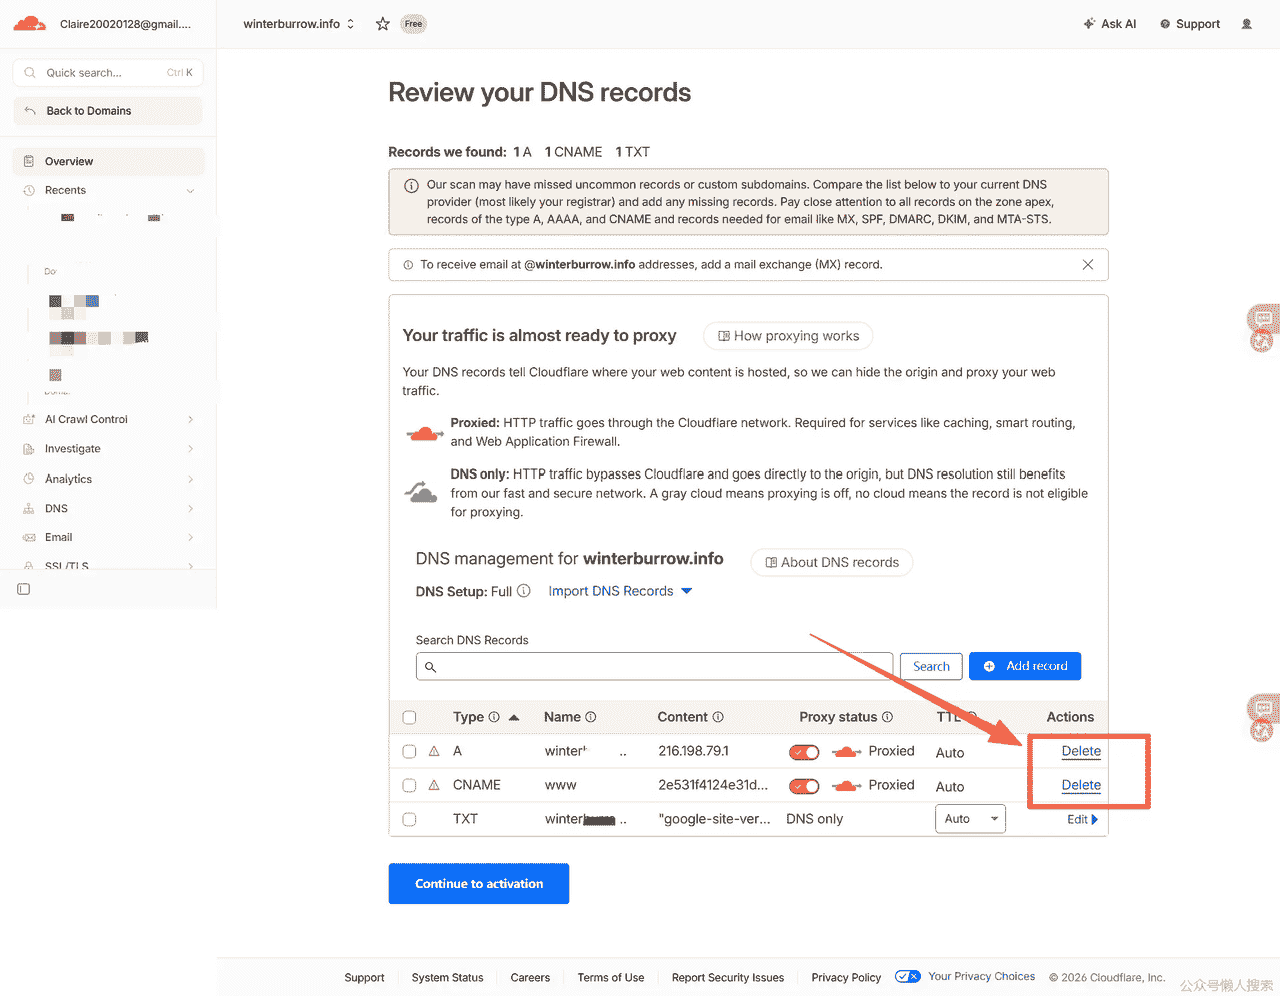 Claire20020128@gmail....
winterburrow.info
Free
Ask AI
Support
Quick search...
Ctrl K
Back to Domains
Overview
Recents
AI Crawl Control
Investigate
Analytics
DNS
Email
SSL/TLS
Review your DNS records
Records we found: 1 A 1 CNAME 1 TXT
Our scan may have missed uncommon records or custom subdomains. Compare the list below to your current DNS
provider (most likely your registrar) and add any missing records. Pay close attention to all records on the zone apex,
records of the type A, AAAA, and CNAME and records needed for email like MX, SPF, DMARC, DKIM, and MTA-STS.
To receive email at @winterburrow.info addresses, add a mail exchange (MX) record.
Your traffic is almost ready to proxy
How proxying works
Your DNS records tell Cloudflare where your web content is hosted, so we can hide the origin and proxy your web
traffic.
Proxied: HTTP traffic goes through the Cloudflare network. Required for services like caching, smart routing,
and Web Application Firewall.
DNS only: HTTP traffic bypasses Cloudflare and goes directly to the origin, but DNS resolution still benefits
from our fast and secure network. A gray cloud means proxying is off, no cloud means the record is not eligible
for proxying.
DNS management for winterburrow.info
About DNS records
DNS Setup: Full
Import DNS Records
Search DNS Records
Search
Add record
Type Name Content Proxy status TTL Actions
A winter .. 216.198.79.1 Proxied Auto Delete
CNAME www 2e531f4124e31d... Proxied Auto Delete
TXT winter .. "google-site-ver... DNS only Auto Edit
Continue to activation
Support System Status Careers Terms of Use Report Security Issues Privacy Policy Your Privacy Choices © 2026 Cloudflare, Inc.
公众号懒人搜索